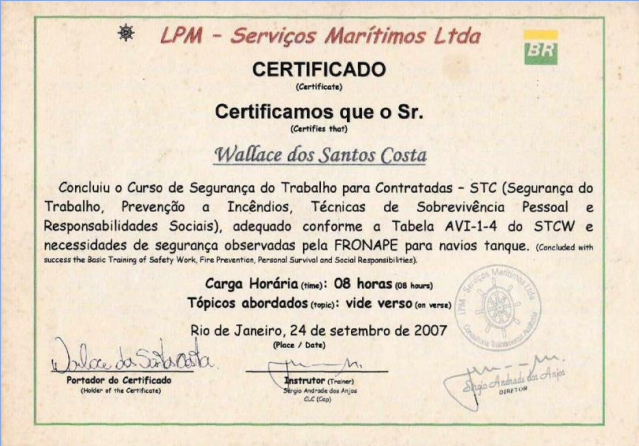 LPM - Serviços Marítimos Ltda
BR
CERTIFICADO
(Certificate)
Certificamos que o Sr.
(Certifies that)
Wallace dos Santos Costa
Concluiu o Curso de Segurança do Trabalho para Contratadas - STC (Segurança do
Trabalho, Prevenção a Incêndios, Técnicas de Sobrevivência Pessoal e
Responsabilidades Sociais), adequado conforme a Tabela AVI-1-4 do STCW e
necessidades de segurança observadas pela FRONAPE para navios tanque. (Concluded with
success the Basic Training of Safety Work, Fire Prevention, Personal Survival and Social Responsibilities).
Carga Horária (time): 08 horas (08 hours)
Tópicos abordados (topic): vide verso (on verse)
Rio de Janeiro, 24 de setembro de 2007
(Place / Date)
LPM - Serviços Marítimos Ltda
Wallace dos Santos Costa
Portador do Certificado
(Holder of the Certificate)
Instrutor (Trainer)
Sérgio Andrade dos Anjos
CLC (Cap)
Sérgio Andrade dos Anjos
DIRETOR